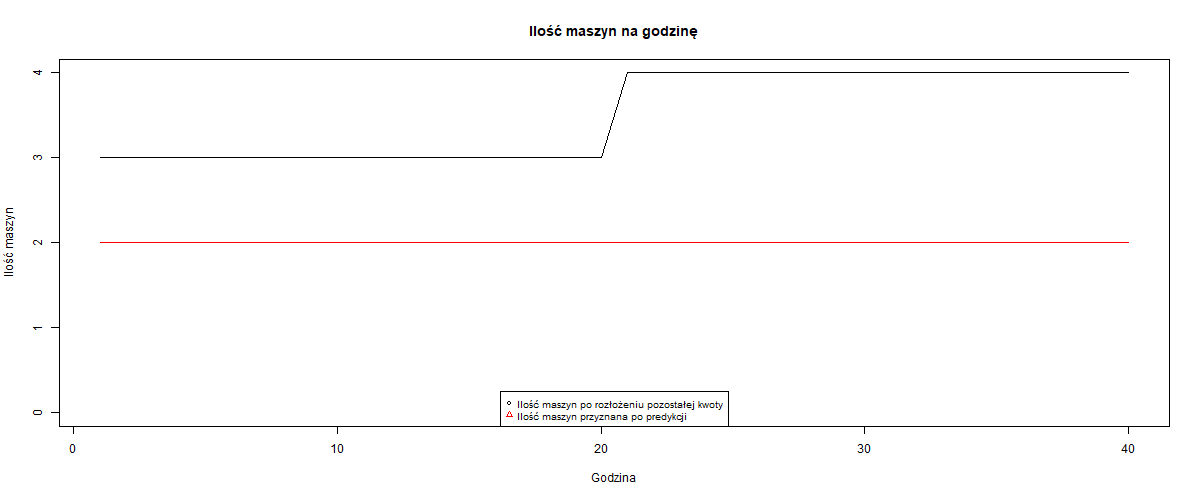 Ilość maszyn na godzinę
4
3
2
1
0
Ilość maszyn
Ilość maszyn po rozłożeniu pozostałej kwoty
Ilość maszyn przyznana po predykcji
0 10 20 30 40
Godzina